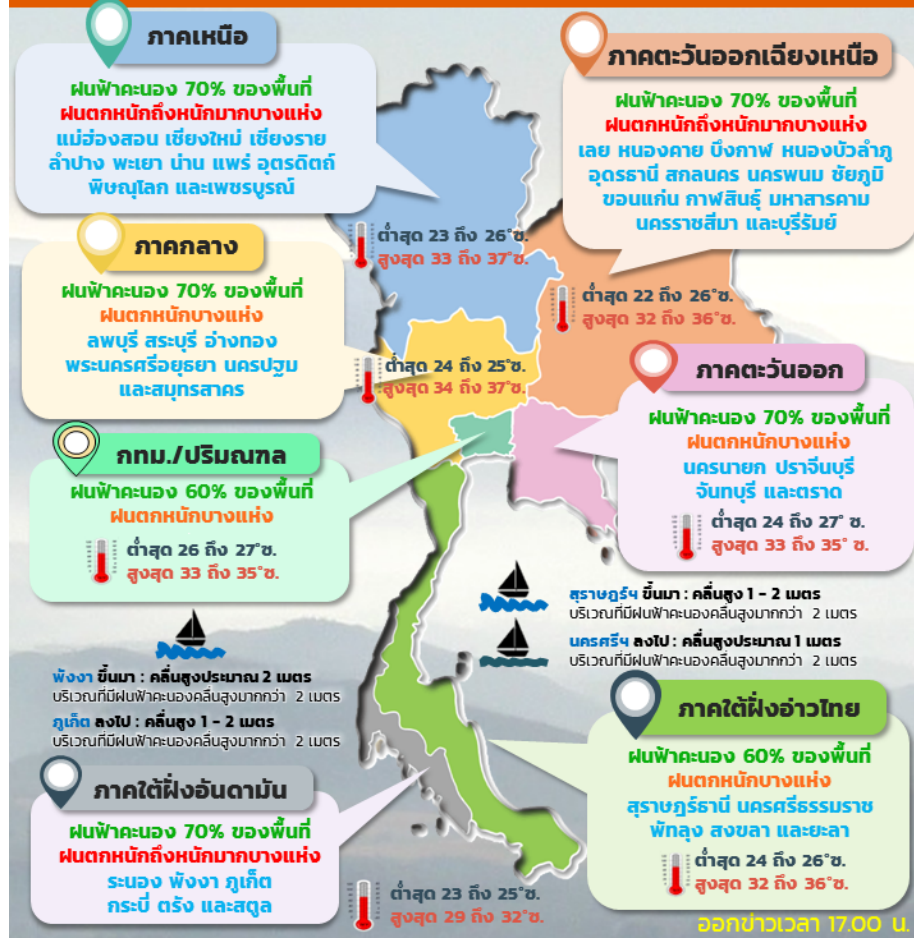 ภาคเหนือ
ฝนฟ้าคะนอง 70% ของพื้นที่
ฝนตกหนักถึงหนักมากบางแห่ง
แม่ฮ่องสอน เชียงใหม่ เชียงราย
ลำปาง พะเยา น่าน แพร่ อุตรดิตถ์
พิษณุโลก และเพชรบูรณ์
ต่ำสุด 23 ถึง 26°ซ.
สูงสุด 33 ถึง 37°ซ.
ภาคตะวันออกเฉียงเหนือ
ฝนฟ้าคะนอง 70% ของพื้นที่
ฝนตกหนักถึงหนักมากบางแห่ง
เลย หนองคาย บึงกาฬ หนองบัวลำภู
อุดรธานี สกลนคร นครพนม ชัยภูมิ
ขอนแก่น กาฬสินธุ์ มหาสารคาม
นครราชสีมา และบุรีรัมย์
ต่ำสุด 22 ถึง 26°ซ.
สูงสุด 32 ถึง 36°ซ.
ภาคกลาง
ฝนฟ้าคะนอง 70% ของพื้นที่
ฝนตกหนักบางแห่ง
ลพบุรี สระบุรี อ่างทอง
พระนครศรีอยุธยา นครปฐม
และสมุทรสาคร
ต่ำสุด 24 ถึง 25°ซ.
สูงสุด 34 ถึง 37°ซ.
ภาคตะวันออก
ฝนฟ้าคะนอง 70% ของพื้นที่
ฝนตกหนักบางแห่ง
นครนายก ปราจีนบุรี
จันทบุรี และตราด
ต่ำสุด 24 ถึง 27° ซ.
สูงสุด 33 ถึง 35° ซ.
กทม./ปริมณฑล
ฝนฟ้าคะนอง 60% ของพื้นที่
ฝนตกหนักบางแห่ง
ต่ำสุด 26 ถึง 27°ซ.
สูงสุด 33 ถึง 35°ซ.
สุราษฎร์ฯ ขึ้นมา : คลื่นสูง 1 - 2 เมตร
บริเวณที่มีฝนฟ้าคะนองคลื่นสูงมากกว่า 2 เมตร
นครศรีฯ ลงไป : คลื่นสูงประมาณ 1 เมตร
บริเวณที่มีฝนฟ้าคะนองคลื่นสูงมากกว่า 2 เมตร
พังงา ขึ้นมา : คลื่นสูงประมาณ 2 เมตร
บริเวณที่มีฝนฟ้าคะนองคลื่นสูงมากกว่า 2 เมตร
ภูเก็ต ลงไป : คลื่นสูง 1 - 2 เมตร
บริเวณที่มีฝนฟ้าคะนองคลื่นสูงมากกว่า 2 เมตร
ภาคใต้ฝั่งอ่าวไทย
ฝนฟ้าคะนอง 60% ของพื้นที่
ฝนตกหนักบางแห่ง
สุราษฎร์ธานี นครศรีธรรมราช
พัทลุง สงขลา และยะลา
ต่ำสุด 24 ถึง 26°ซ.
สูงสุด 32 ถึง 36°ซ.
ภาคใต้ฝั่งอันดามัน
ฝนฟ้าคะนอง 70% ของพื้นที่
ฝนตกหนักถึงหนักมากบางแห่ง
ระนอง พังงา ภูเก็ต
กระบี่ ตรัง และสตูล
ต่ำสุด 23 ถึง 25°ซ.
สูงสุด 29 ถึง 32°ซ.
ออกข่าวเวลา 17.00 น.